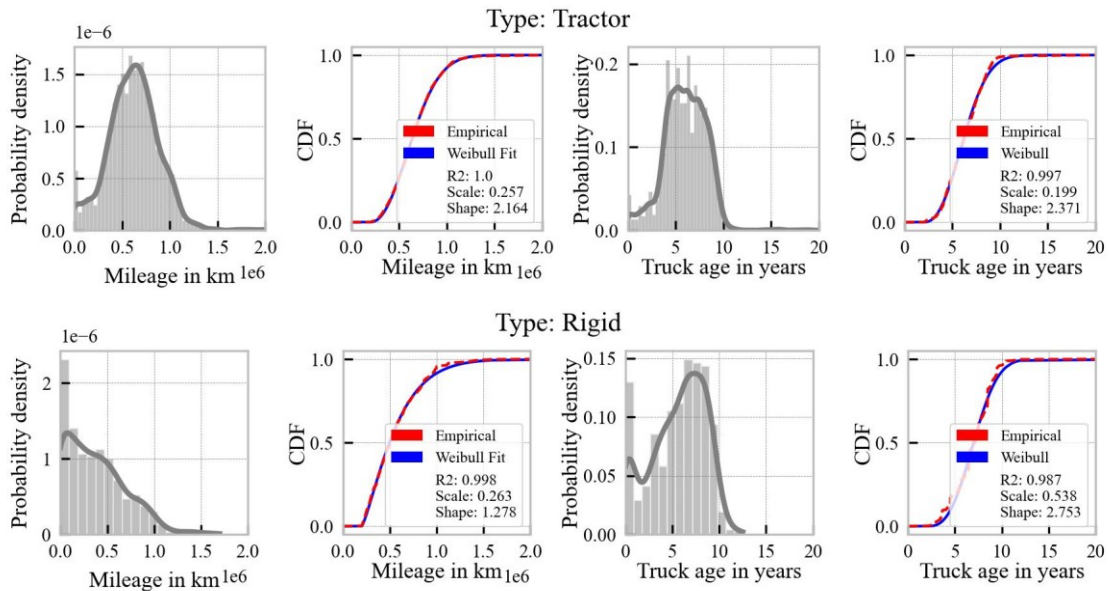 Type: Tractor
1e−6
Probability density
1.5
1.0
0.5
0.0
0.0 0.5 1.0 1.5 2.0
Mileage in km 1e6
CDF
1.0
0.5
0.0
Empirical
Weibull Fit
R2: 1.0
Scale: 0.257
Shape: 2.164
0.0 0.5 1.0 1.5 2.0
Mileage in km 1e6
Probability density
0.2
0.1
0.0
0 5 10 15 20
Truck age in years
CDF
1.0
0.5
0.0
Empirical
Weibull
R2: 0.997
Scale: 0.199
Shape: 2.371
0 5 10 15 20
Truck age in years
Type: Rigid
1e−6
Probability density
2
1
0
0.0 0.5 1.0 1.5 2.0
Mileage in km 1e6
CDF
1.0
0.5
0.0
Empirical
Weibull Fit
R2: 0.998
Scale: 0.263
Shape: 1.278
0.0 0.5 1.0 1.5 2.0
Mileage in km 1e6
Probability density
0.15
0.10
0.05
0.00
0 5 10 15 20
Truck age in years
CDF
1.0
0.5
0.0
Empirical
Weibull
R2: 0.987
Scale: 0.538
Shape: 2.753
0 5 10 15 20
Truck age in years